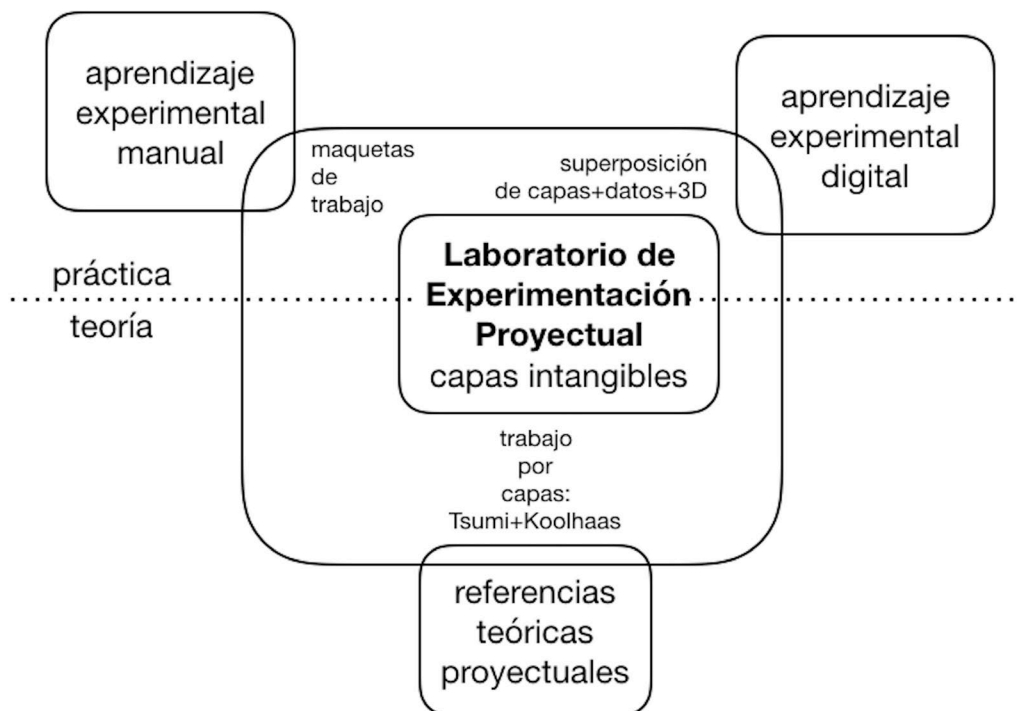 aprendizaje
experimental
manual
aprendizaje
experimental
digital
maquetas
de
trabajo
superposición
de capas+datos+3D
Laboratorio de
Experimentación
Proyectual
capas intangibles
práctica
teoría
trabajo
por
capas:
Tsumi+Koolhaas
referencias
teóricas
proyectuales